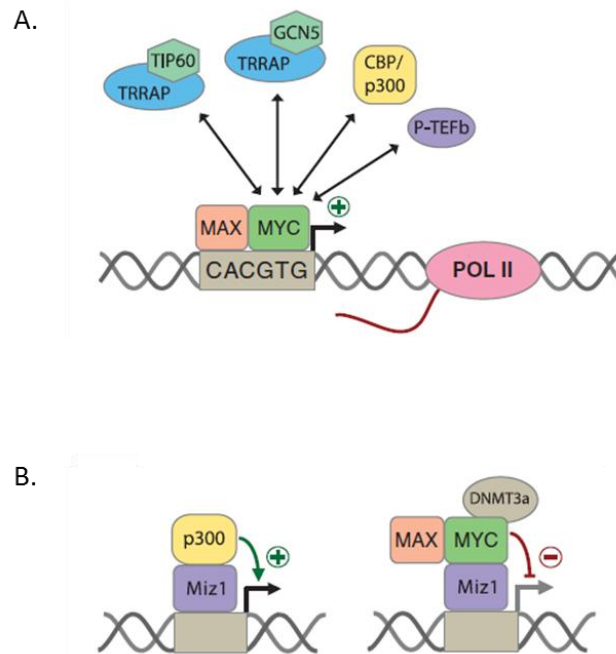 A.
TIP60
TRRAP
GCN5
TRRAP
CBP/
p300
P-TEFb
MAX
MYC
+
CACGTG
POL II
B.
p300
+
Miz1
DNMT3a
MAX
MYC
−
Miz1